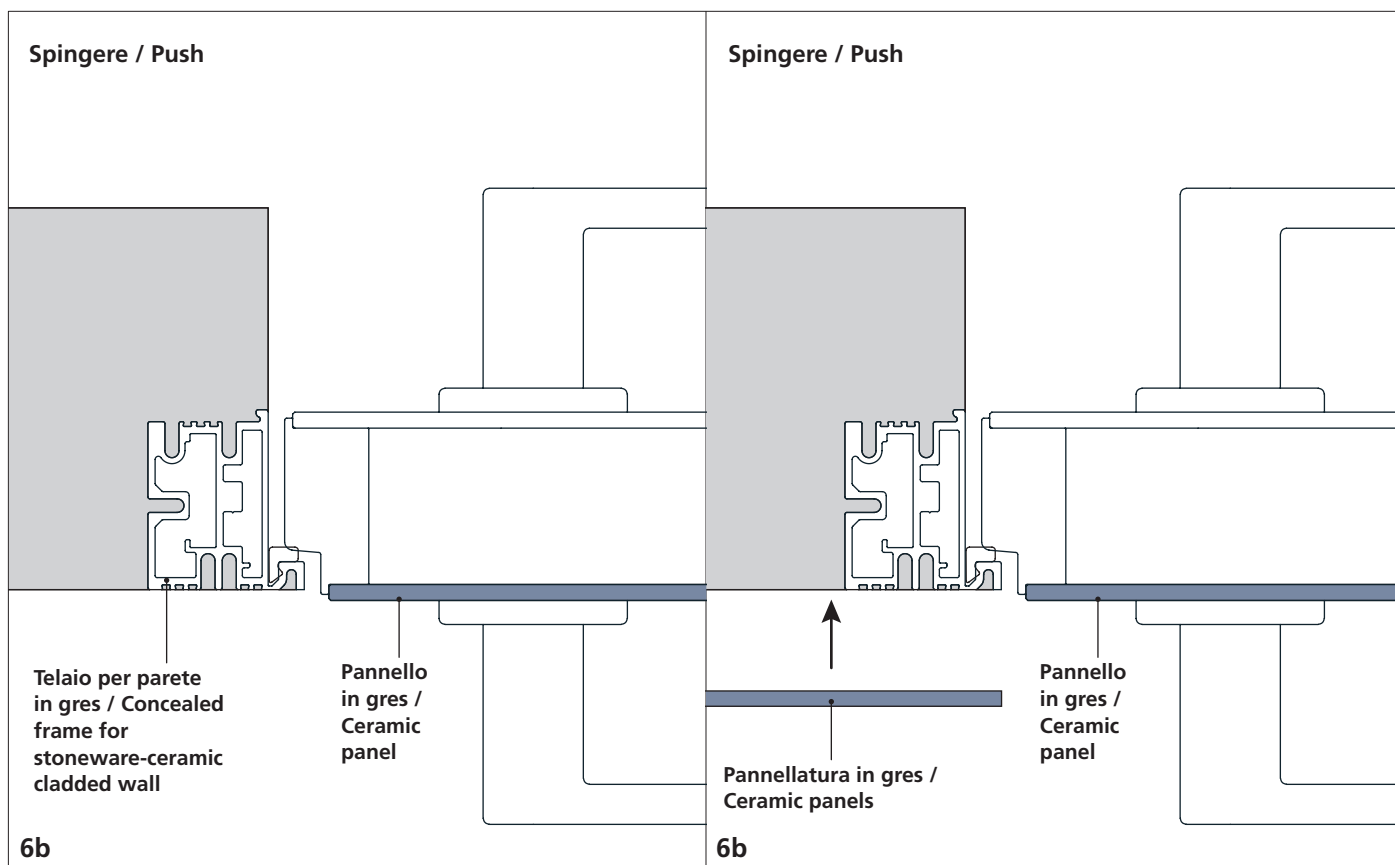 Spingere / Push
Telaio per parete
in gres / Concealed
frame for
stoneware-ceramic
cladded wall
Pannello
in gres /
Ceramic
panel
6b
Spingere / Push
Pannellatura in gres /
Ceramic panels
Pannello
in gres /
Ceramic
panel
6b